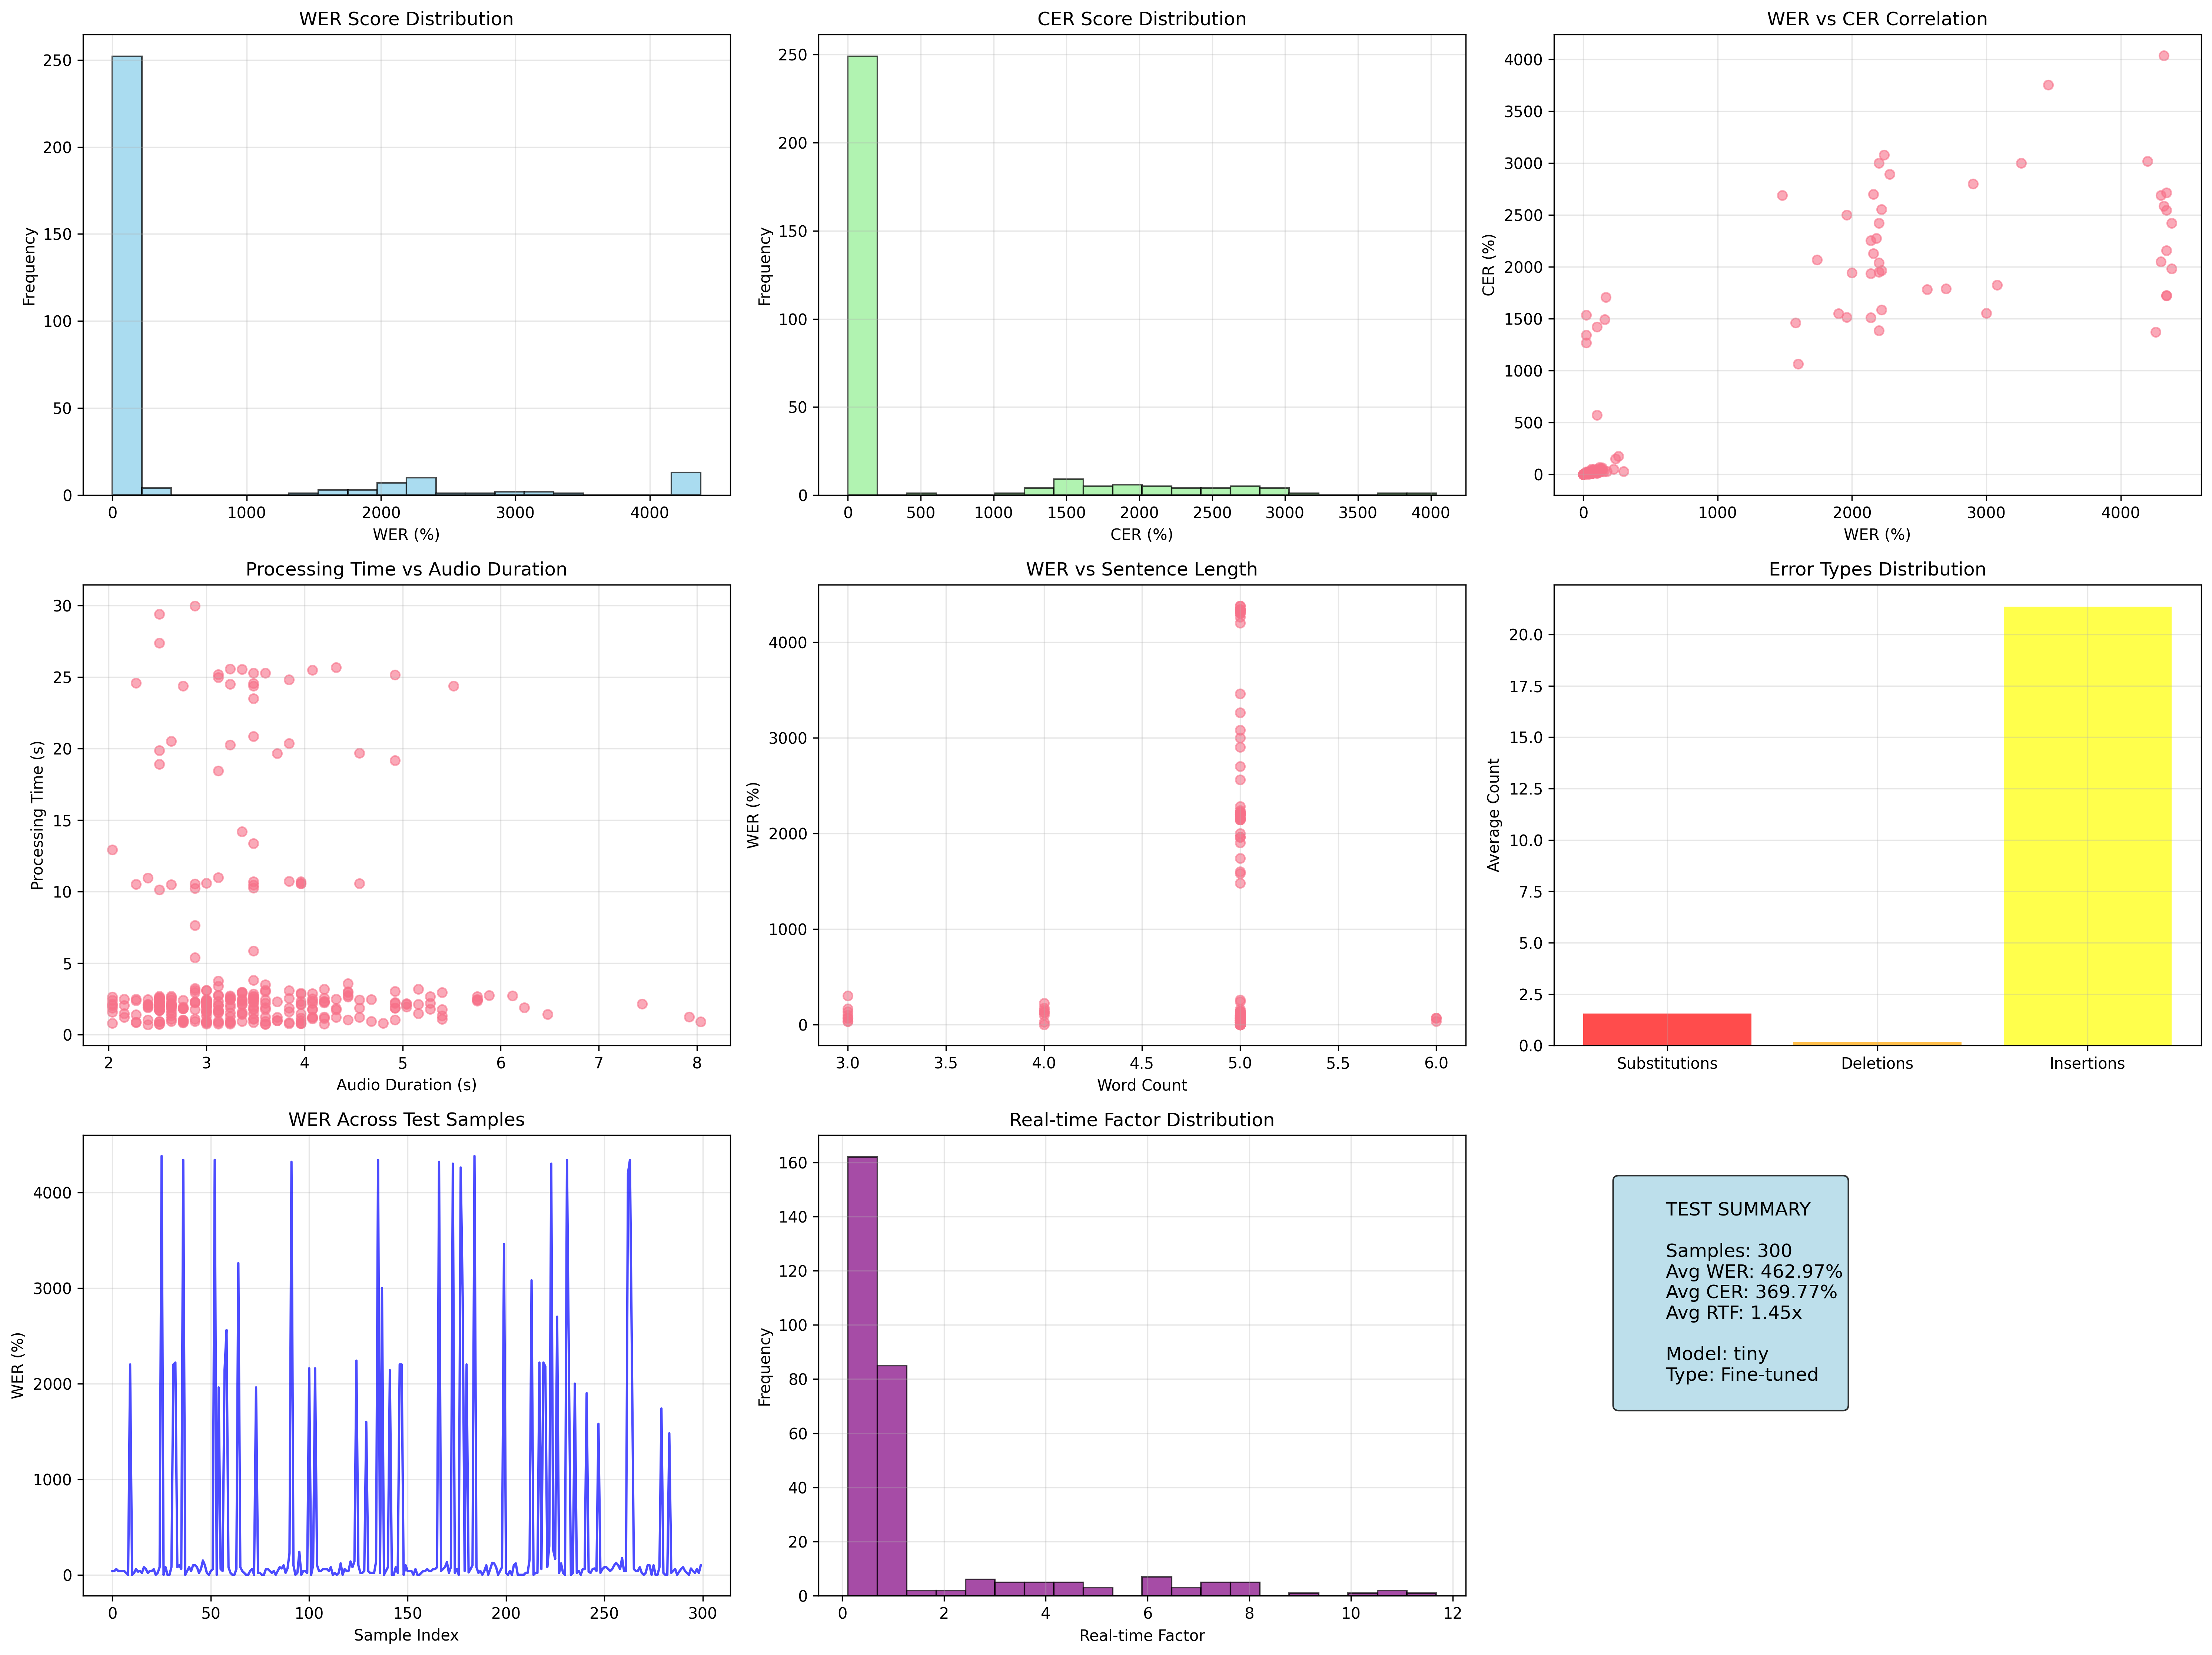 WER Score Distribution
250
200
150
100
50
0
0 1000 2000 3000 4000
Frequency
WER (%)
CER Score Distribution
250
200
150
100
50
0
0 500 1000 1500 2000 2500 3000 3500 4000
Frequency
CER (%)
WER vs CER Correlation
4000
3500
3000
2500
2000
1500
1000
500
0
0 1000 2000 3000 4000
CER (%)
WER (%)
Processing Time vs Audio Duration
30
25
20
15
10
5
0
2 3 4 5 6 7 8
Processing Time (s)
Audio Duration (s)
WER vs Sentence Length
4000
3000
2000
1000
0
3.0 3.5 4.0 4.5 5.0 5.5 6.0
WER (%)
Word Count
Error Types Distribution
20.0
17.5
15.0
12.5
10.0
7.5
5.0
2.5
0.0
Substitutions Deletions Insertions
Average Count
WER Across Test Samples
4000
3000
2000
1000
0
0 50 100 150 200 250 300
WER (%)
Sample Index
Real-time Factor Distribution
160
140
120
100
80
60
40
20
0
0 2 4 6 8 10 12
Frequency
Real-time Factor
TEST SUMMARY
Samples: 300
Avg WER: 462.97%
Avg CER: 369.77%
Avg RTF: 1.45x
Model: tiny
Type: Fine-tuned